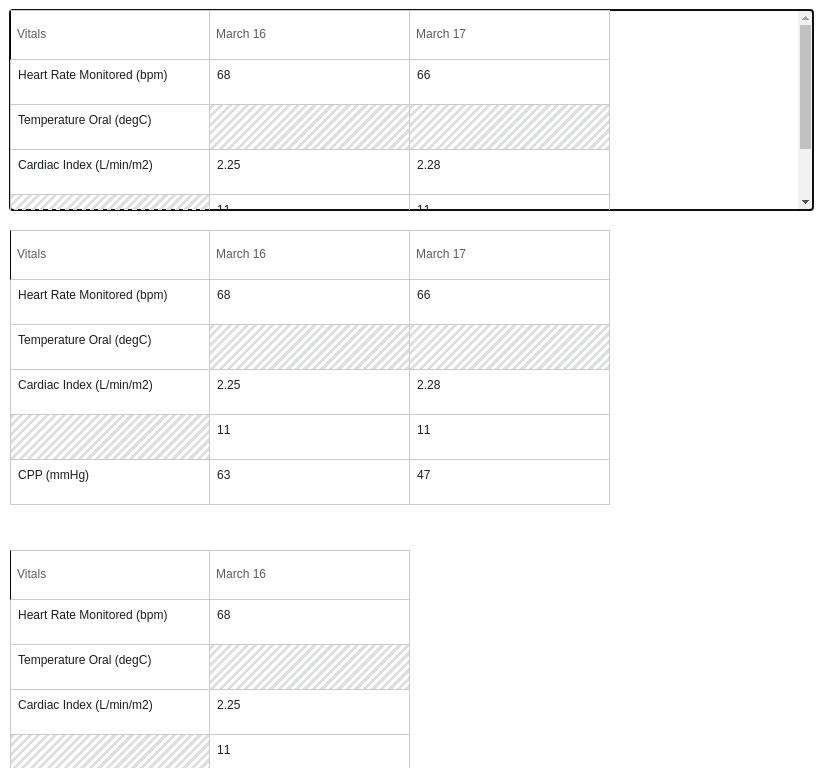 Vitals March 16 March 17
Heart Rate Monitored (bpm) 68 66
Temperature Oral (degC)
Cardiac Index (L/min/m2) 2.25 2.28
11 11
Vitals March 16 March 17
Heart Rate Monitored (bpm) 68 66
Temperature Oral (degC)
Cardiac Index (L/min/m2) 2.25 2.28
11 11
CPP (mmHg) 63 47
Vitals March 16
Heart Rate Monitored (bpm) 68
Temperature Oral (degC)
Cardiac Index (L/min/m2) 2.25
11